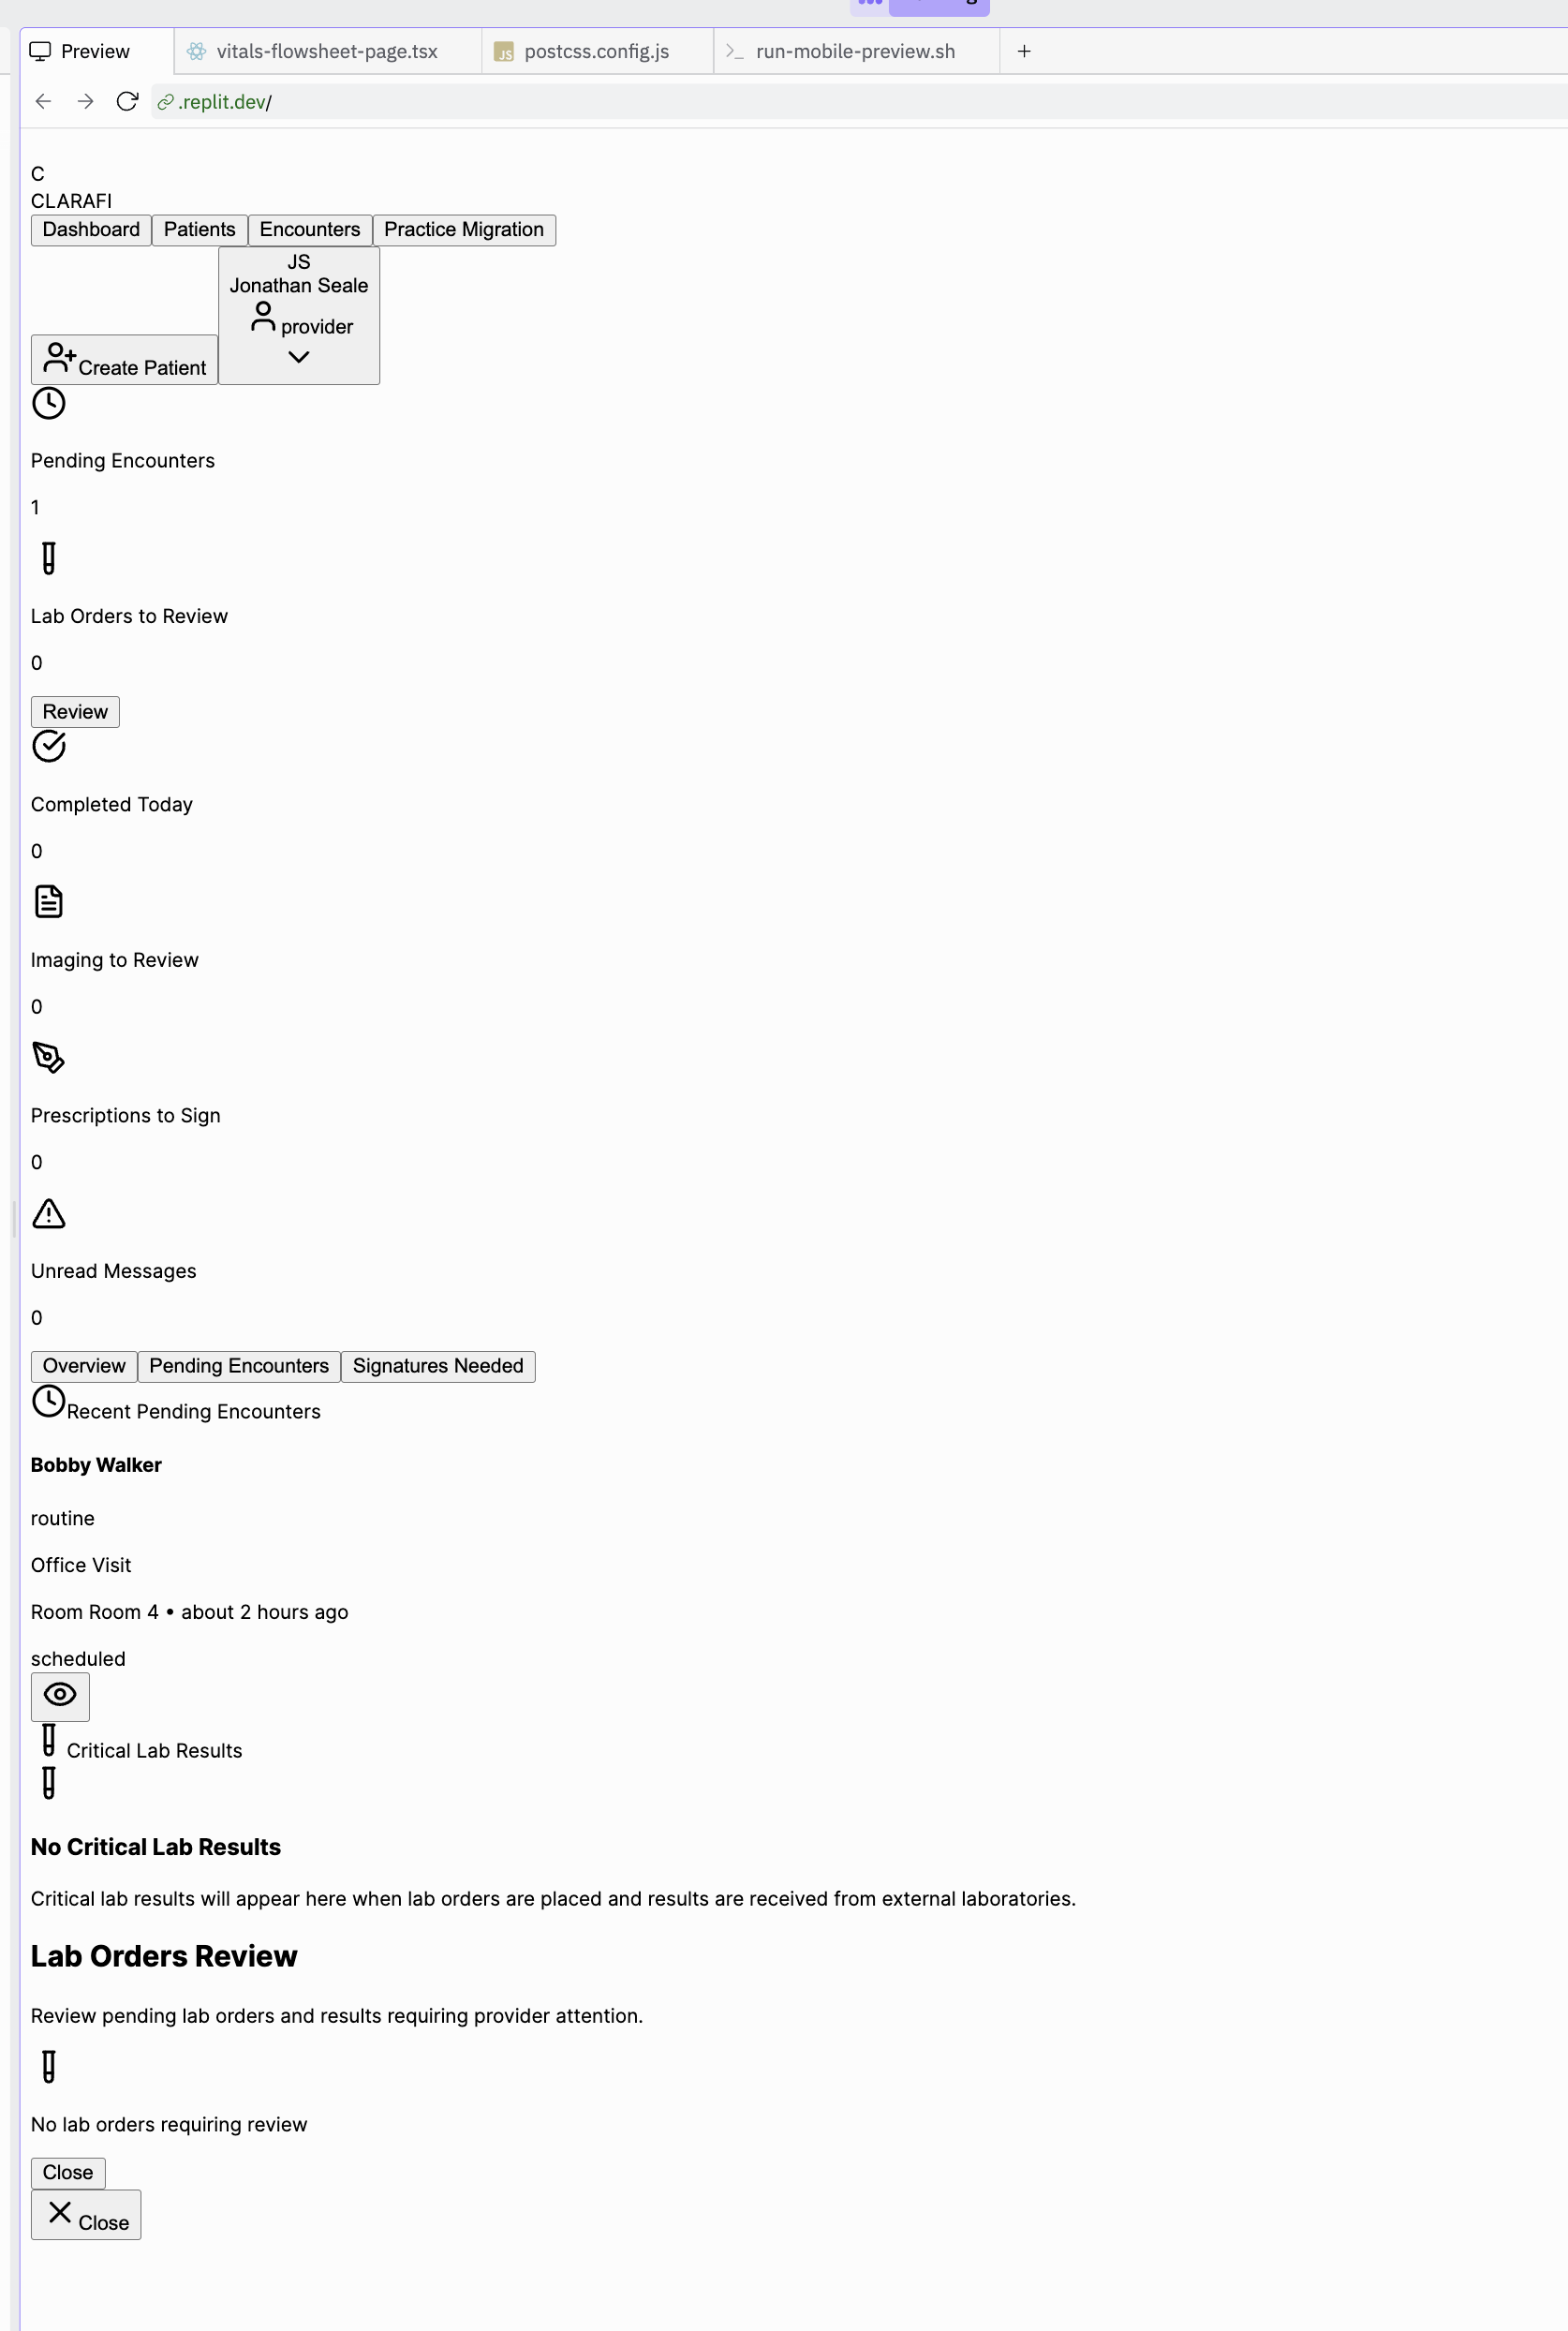 Preview
vitals-flowsheet-page.tsx
JS
postcss.config.js
run-mobile-preview.sh
.replit.dev/
C
CLARAFI
Dashboard
Patients
Encounters
Practice Migration
JS
Jonathan Seale
provider
Create Patient
Pending Encounters
1
Lab Orders to Review
0
Review
Completed Today
0
Imaging to Review
0
Prescriptions to Sign
0
Unread Messages
0
Overview
Pending Encounters
Signatures Needed
Recent Pending Encounters
Bobby Walker
routine
Office Visit
Room Room 4 • about 2 hours ago
scheduled
Critical Lab Results
No Critical Lab Results
Critical lab results will appear here when lab orders are placed and results are received from external laboratories.
Lab Orders Review
Review pending lab orders and results requiring provider attention.
No lab orders requiring review
Close
Close